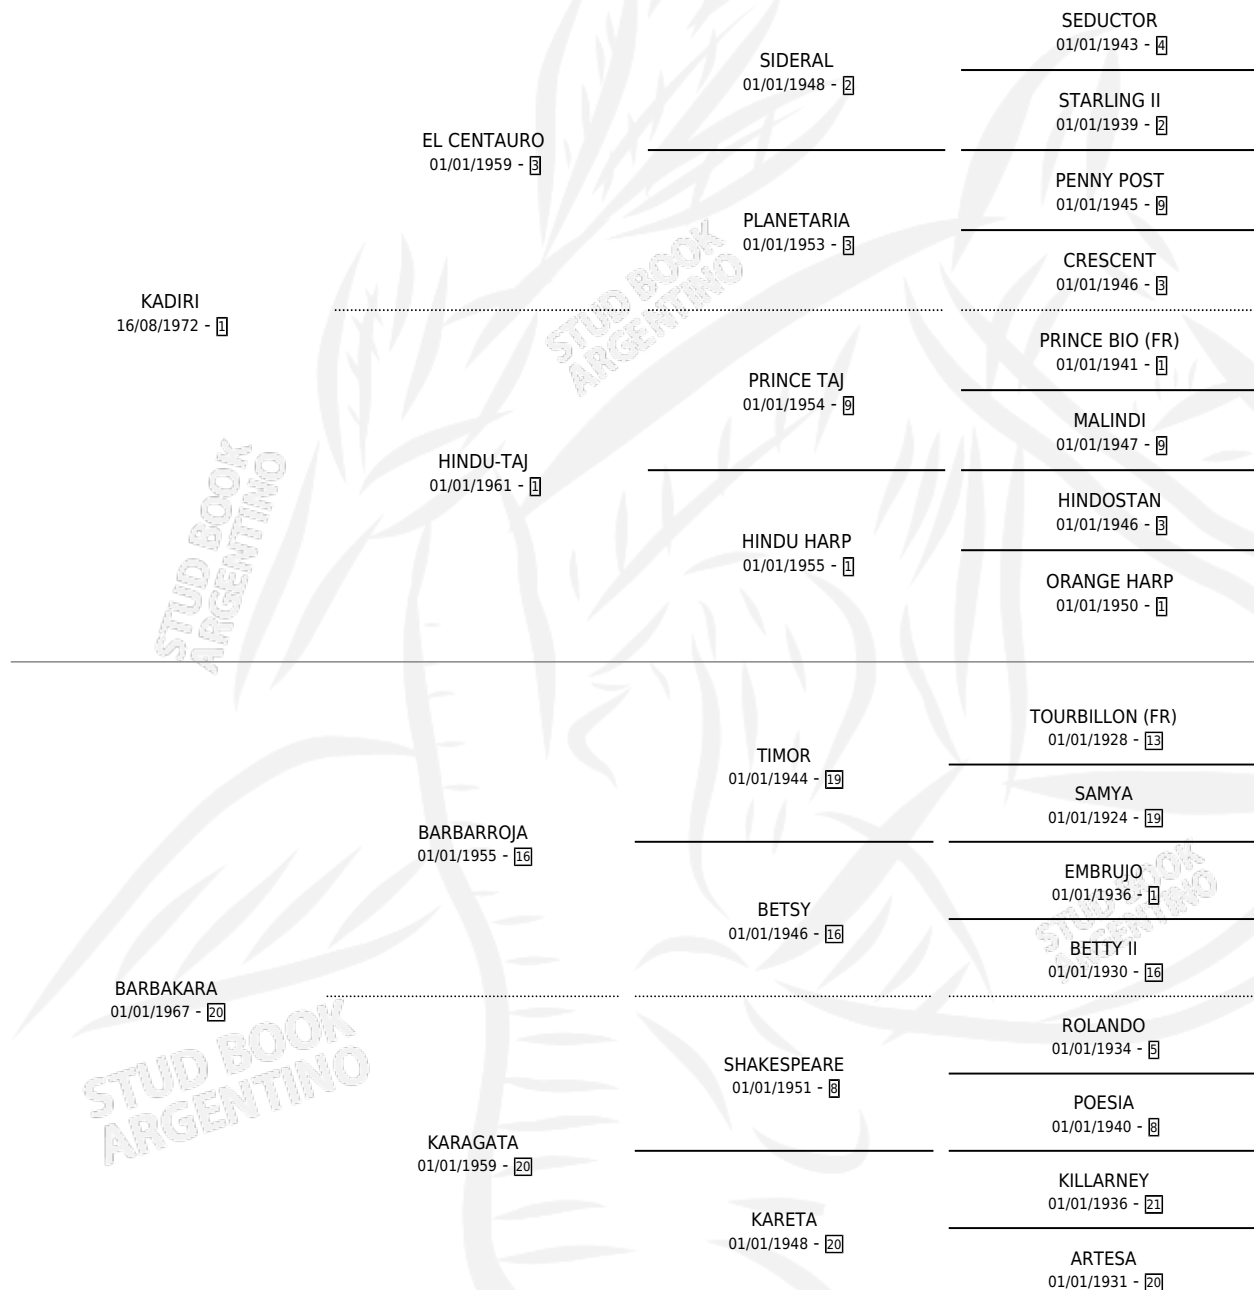 SEDUCTOR
01/01/1943 - 4
SIDERAL
01/01/1948 - 2
STARLING II
01/01/1939 - 2
EL CENTAURO
01/01/1959 - 3
PENNY POST
01/01/1945 - 9
PLANETARIA
01/01/1953 - 3
CRESCENT
01/01/1946 - 3
KADIRI
16/08/1972 - 1
PRINCE BIO (FR)
01/01/1941 - 1
PRINCE TAJ
01/01/1954 - 9
MALINDI
01/01/1947 - 9
HINDU-TAJ
01/01/1961 - 1
HINDOSTAN
01/01/1946 - 3
HINDU HARP
01/01/1955 - 1
ORANGE HARP
01/01/1950 - 1
TOURBILLON (FR)
01/01/1928 - 13
TIMOR
01/01/1944 - 19
SAMYA
01/01/1924 - 19
BARBARROJA
01/01/1955 - 16
EMBRUJO
01/01/1936 - 1
BETSY
01/01/1946 - 16
BETTY II
01/01/1930 - 16
BARBAKARA
01/01/1967 - 20
ROLANDO
01/01/1934 - 5
SHAKESPEARE
01/01/1951 - 8
POESIA
01/01/1940 - 8
KARAGATA
01/01/1959 - 20
KILLARNEY
01/01/1936 - 21
KARETA
01/01/1948 - 20
ARTESA
01/01/1931 - 20
STUD BOOK
ARGENTINO
STUD BOOK
ARGENTINO
STUD BOOK
ARGENTINO
STUD BOOK
ARGENTINO